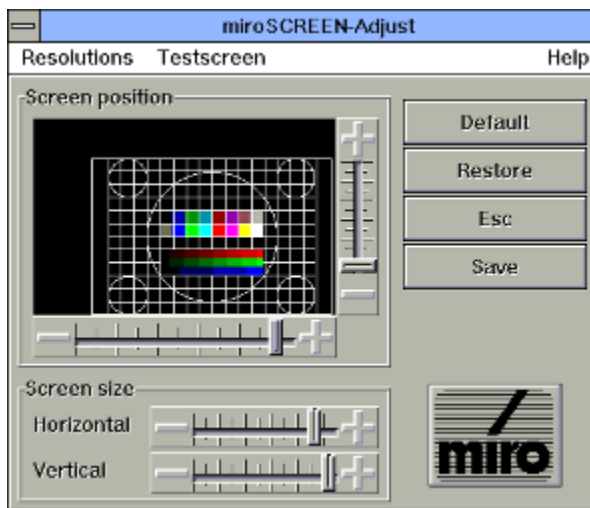 miroSCREEN-Adjust
Resolutions Testscreen Help
Screen position
Default
Restore
Esc
Save
Screen size
Horizontal
Vertical
miro